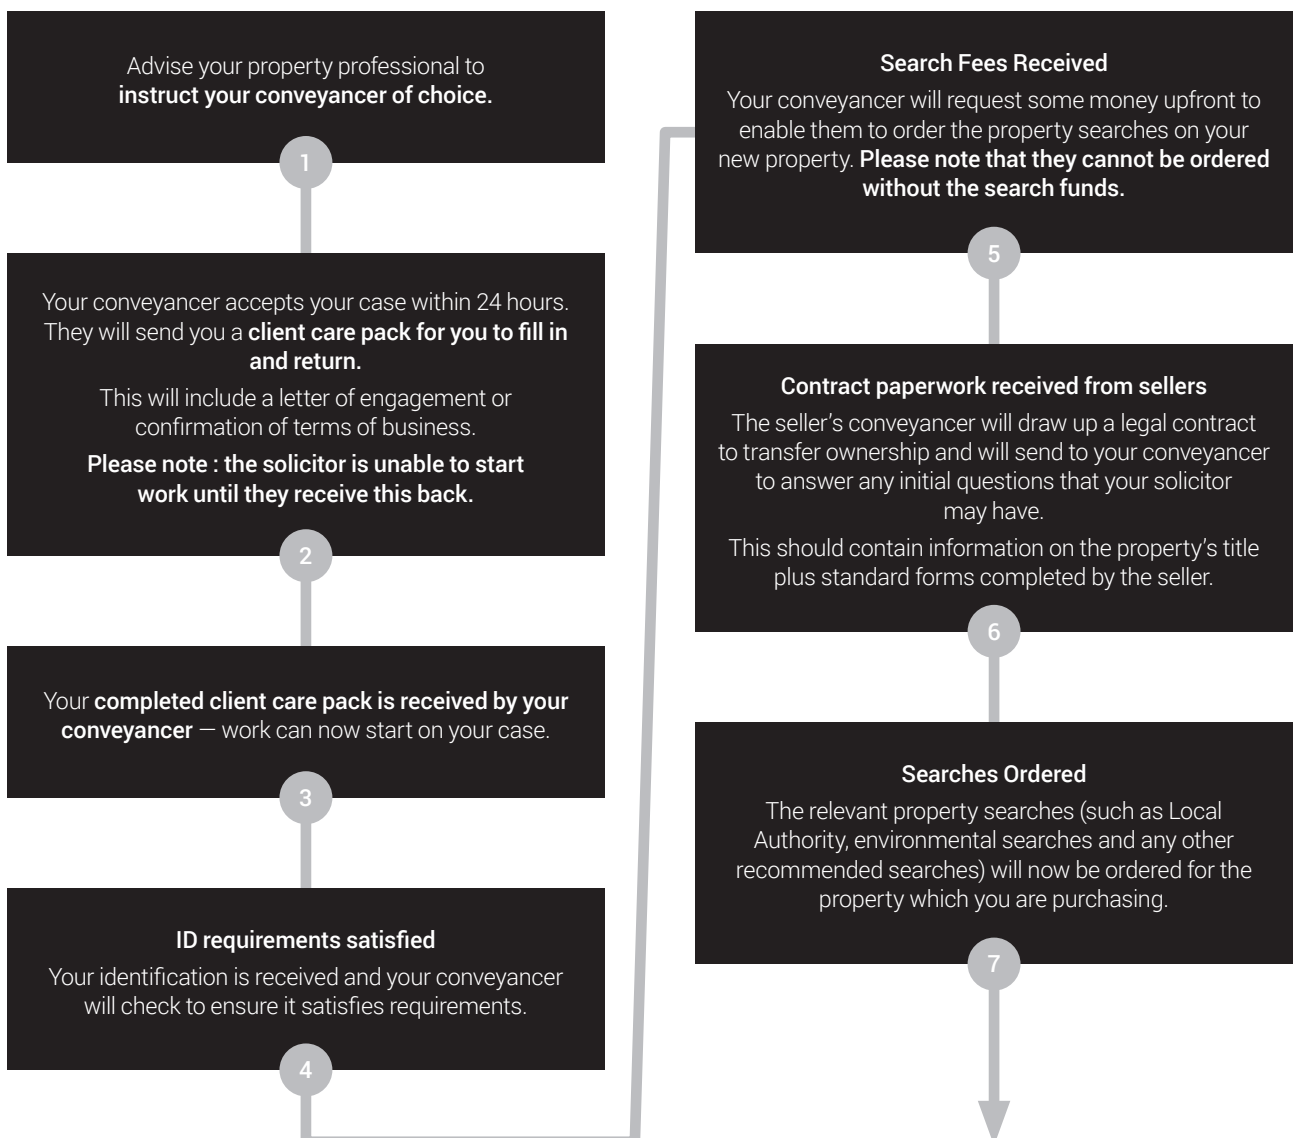 Advise your property professional to
instruct your conveyancer of choice.
1
Your conveyancer accepts your case within 24 hours.
They will send you a client care pack for you to fill in
and return.
This will include a letter of engagement or
confirmation of terms of business.
Please note : the solicitor is unable to start
work until they receive this back.
2
Your completed client care pack is received by your
conveyancer — work can now start on your case.
3
ID requirements satisfied
Your identification is received and your conveyancer
will check to ensure it satisfies requirements.
4
Search Fees Received
Your conveyancer will request some money upfront to
enable them to order the property searches on your
new property. Please note that they cannot be ordered
without the search funds.
5
Contract paperwork received from sellers
The seller’s conveyancer will draw up a legal contract
to transfer ownership and will send to your conveyancer
to answer any initial questions that your solicitor
may have.
This should contain information on the property’s title
plus standard forms completed by the seller.
6
Searches Ordered
The relevant property searches (such as Local
Authority, environmental searches and any other
recommended searches) will now be ordered for the
property which you are purchasing.
7